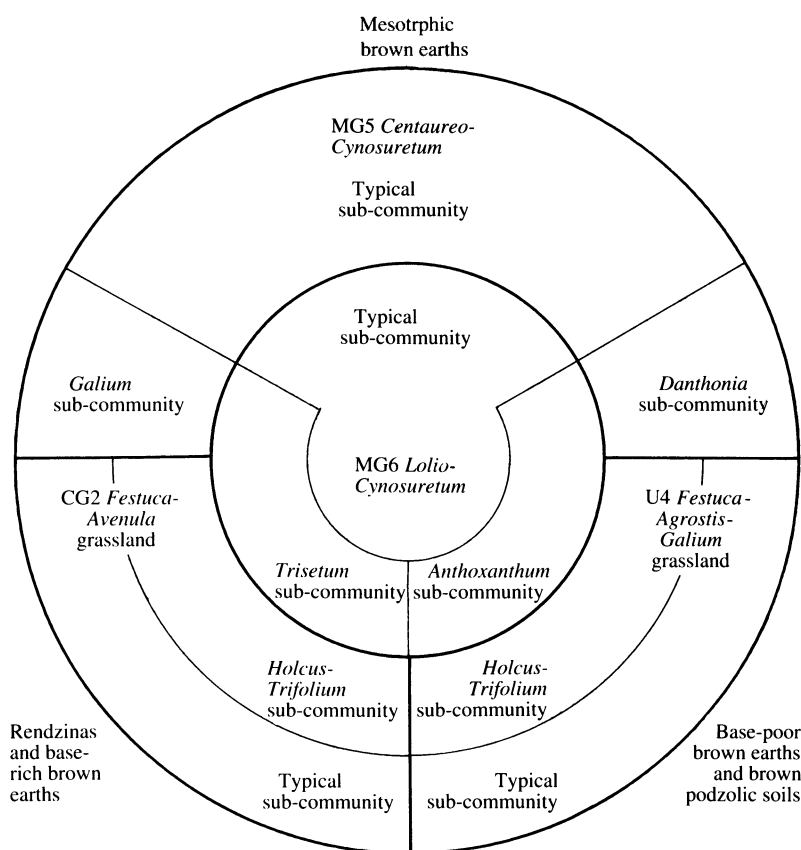 Mesotrphic
brown earths
MG5 Centaureo-
Cynosuretum
Typical
sub-community
Typical
sub-community
Galium
sub-community
Danthonia
sub-community
MG6 Lolio-
Cynosuretum
CG2 Festuca-
Avenula
grassland
U4 Festuca-
Agrostis-
Galium
grassland
Trisetum
sub-community
Anthoxanthum
sub-community
Holcus-
Trifolium
sub-community
Holcus-
Trifolium
sub-community
Rendzinas
and base-
rich brown
earths
Base-poor
brown earths
and brown
podzolic soils
Typical
sub-community
Typical
sub-community